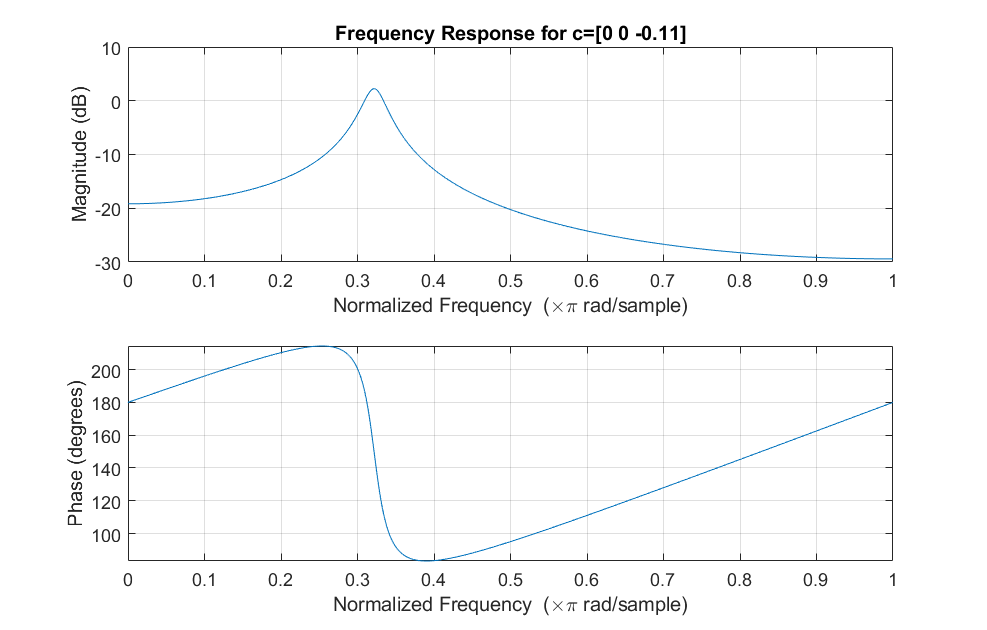 Frequency Response for c=[0 0 -0.11]
Magnitude (dB)
10
0
-10
-20
-30
0 0.1 0.2 0.3 0.4 0.5 0.6 0.7 0.8 0.9 1
Normalized Frequency (×π rad/sample)
Phase (degrees)
200
180
160
140
120
100
0 0.1 0.2 0.3 0.4 0.5 0.6 0.7 0.8 0.9 1
Normalized Frequency (×π rad/sample)